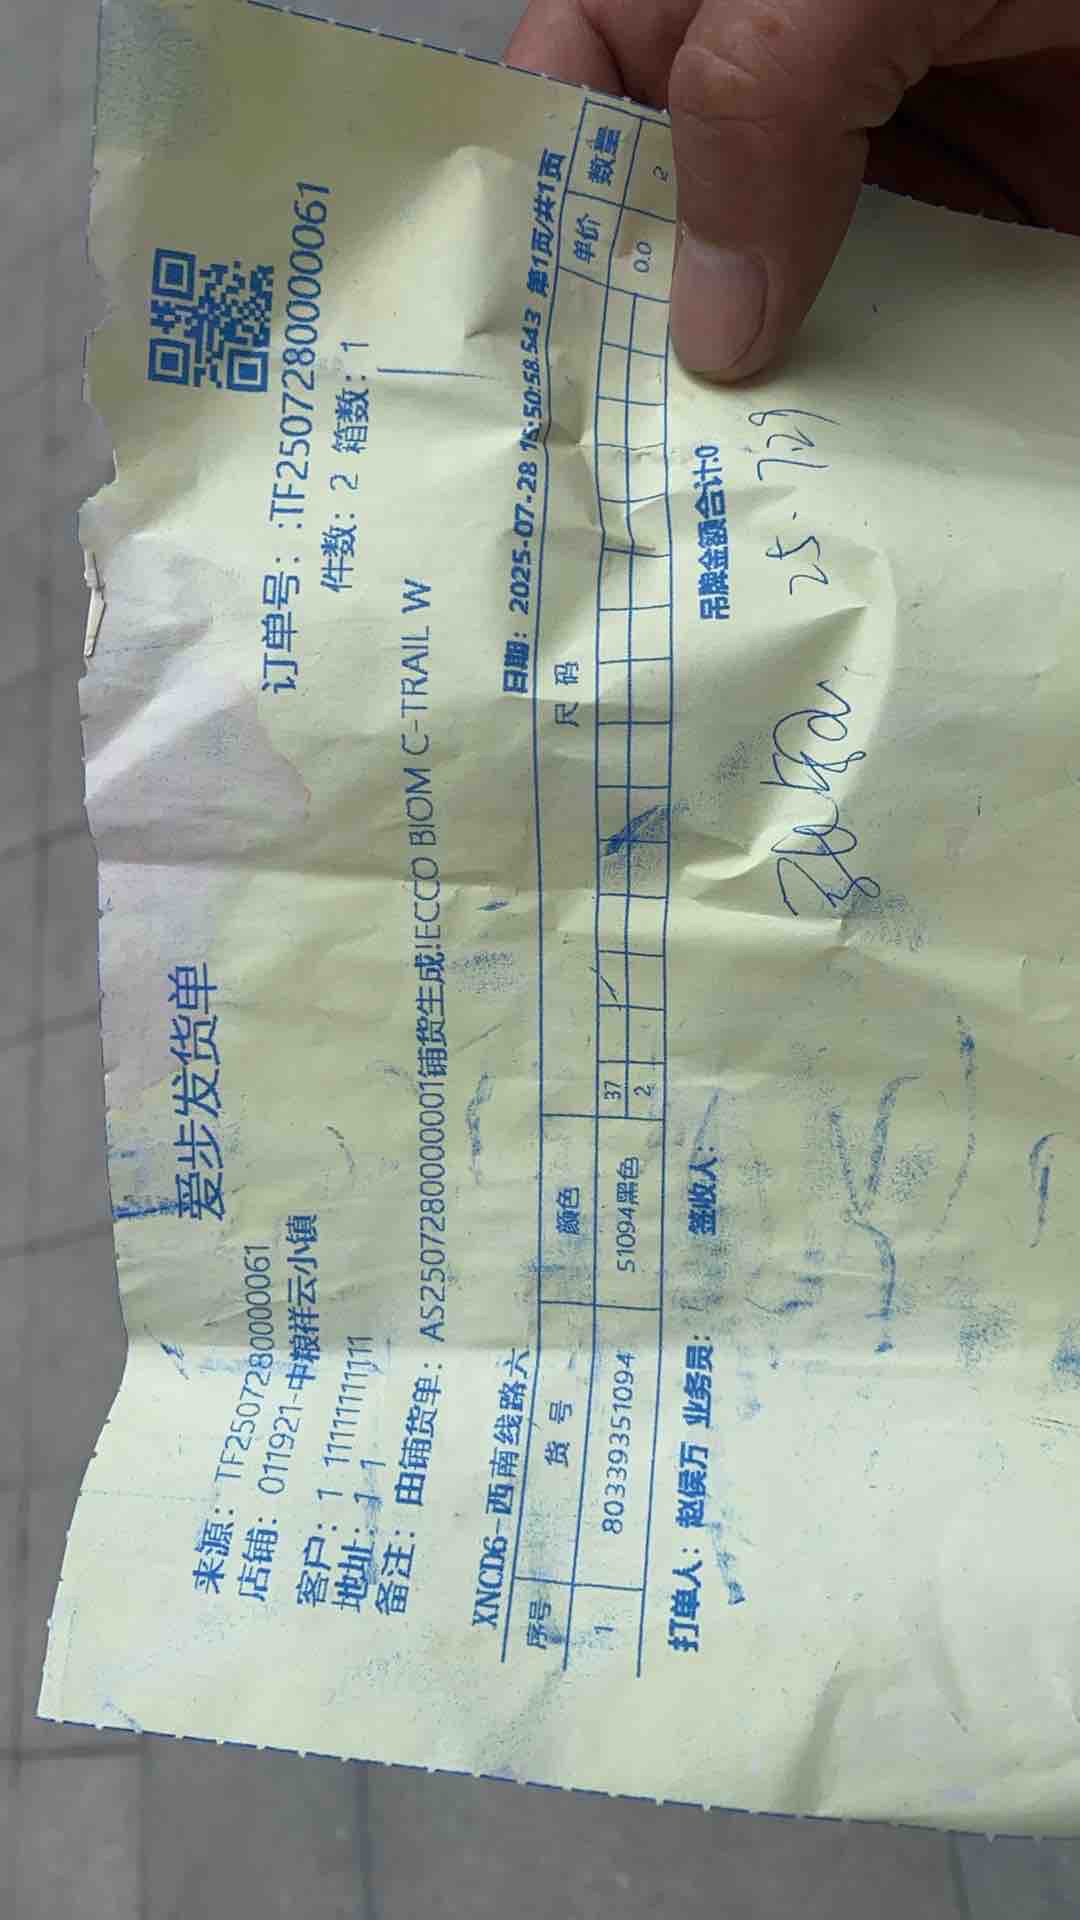 爱步发货单
来源：TF250728000061
订单号：:TF250728000061
店铺：011921-中粮祥云小镇
件数：2 箱数：1
客户：1 11111111111
地址：1 1
备注：由铺货单：AS250728000001铺货生成!ECCO BIOM C-TRAIL W
XNCD6-西南线路六 日期：2025-07-28 15:50:58.543 第1页/共1页
序号 货号 颜色 尺码 单价 数量
37
1 80339351094 51094黑色 2 0.0 2
打单人：赵侯万 业务员： 签收人： 吊牌金额合计:0
25.7.29